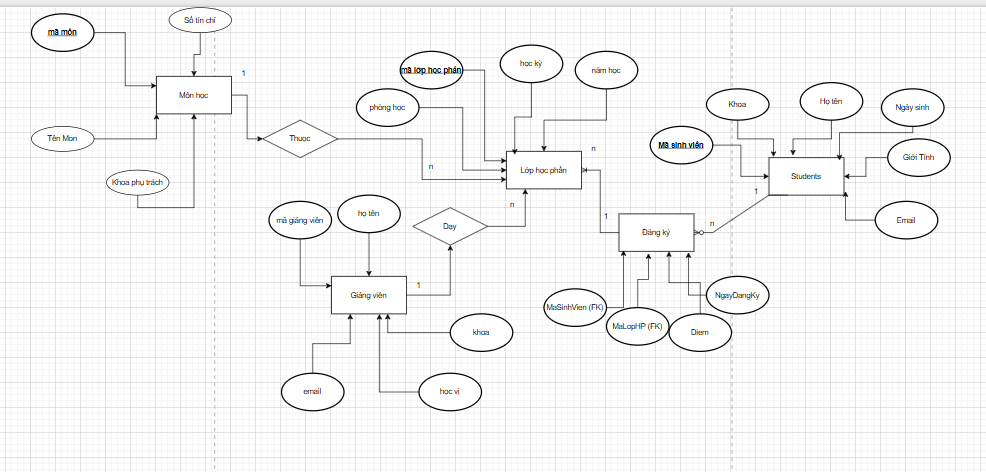 Số tín chỉ
mã môn
1
Môn học
Tên Mon
Khoa phụ trách
Thuoc
n
mã lớp học phần
học kỳ
năm học
phòng học
n
Lớp học phần
Khoa
Họ tên
Ngày sinh
Mã sinh viên
Giới Tính
Students
1
Email
mã giảng viên
họ tên
Dạy
n
1
Đăng ký
n
Giảng viên
1
MaSinhVien (FK)
MaLopHP (FK)
Diem
NgayDangKy
khoa
email
học vị